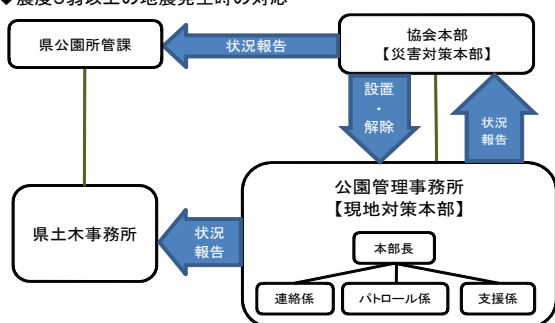 ◆震度5弱以上の地震発生時の対応
県公園所管課
状況報告
協会本部
【災害対策本部】
設置
・
解除
状況
報告
公園管理事務所
【現地対策本部】
県土木事務所
状況
報告
本部長
連絡係
パトロール係
支援係